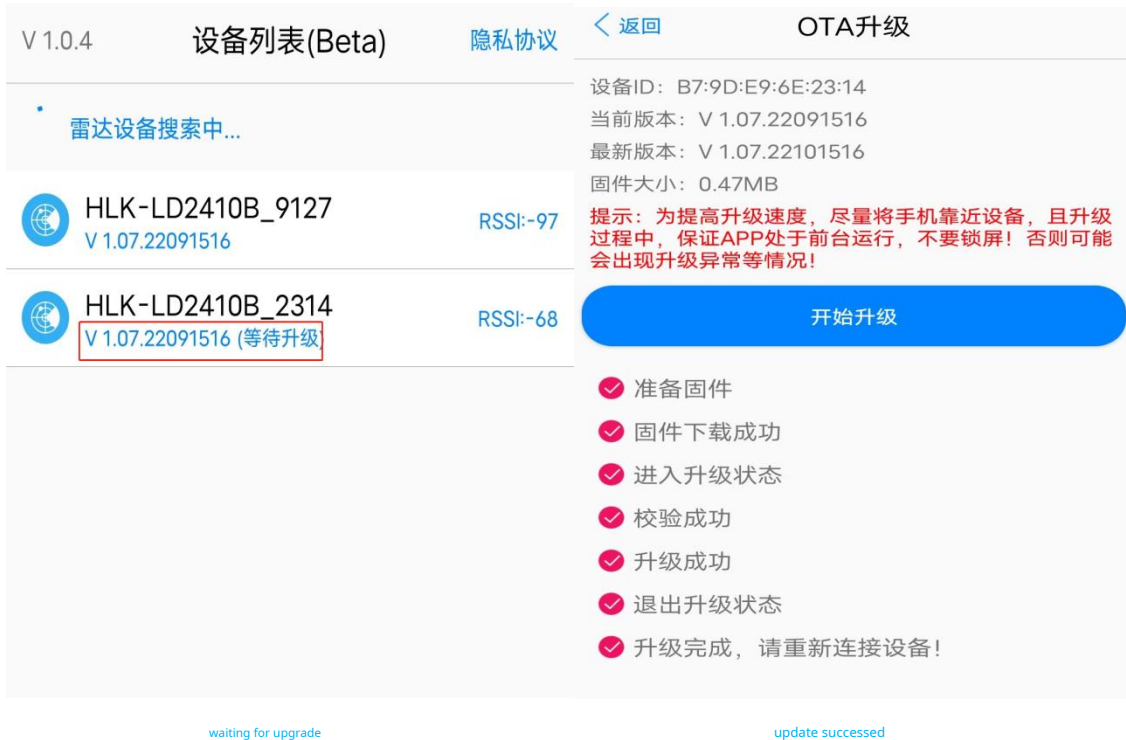 V 1.0.4
设备列表(Beta)
隐私协议
雷达设备搜索中...
HLK-LD2410B_9127
V 1.07.22091516
RSSI:-97
HLK-LD2410B_2314
V 1.07.22091516 (等待升级)
RSSI:-68
waiting for upgrade
返回
OTA升级
设备ID：B7:9D:E9:6E:23:14
当前版本：V 1.07.22091516
最新版本：V 1.07.22101516
固件大小：0.47MB
提示：为提高升级速度，尽量将手机靠近设备，且升级
过程中，保证APP处于前台运行，不要锁屏！否则可能
会出现升级异常等情况！
开始升级
准备固件
固件下载成功
进入升级状态
校验成功
升级成功
退出升级状态
升级完成，请重新连接设备！
update successed